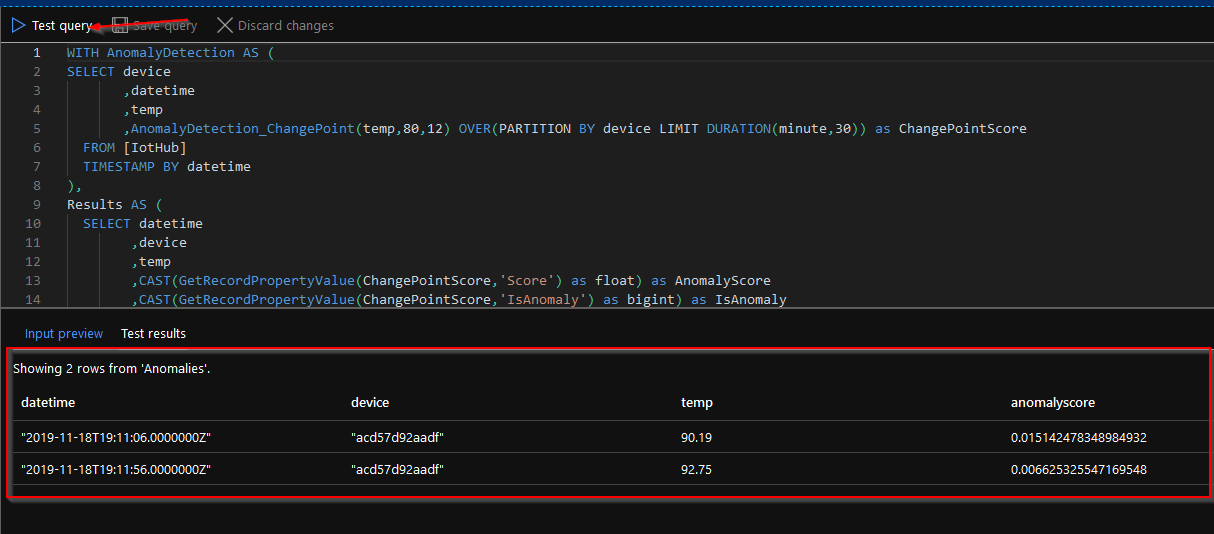 Test query Save query Discard changes
1 WITH AnomalyDetection AS (
2 SELECT device
3 ,datetime
4 ,temp
5 ,AnomalyDetection_ChangePoint(temp,80,12) OVER(PARTITION BY device LIMIT DURATION(minute,30)) as ChangePointScore
6 FROM [IotHub]
7 TIMESTAMP BY datetime
8 ),
9 Results AS (
10 SELECT datetime
11 ,device
12 ,temp
13 ,CAST(GetRecordPropertyValue(ChangePointScore,'Score') as float) as AnomalyScore
14 ,CAST(GetRecordPropertyValue(ChangePointScore,'IsAnomaly') as bigint) as IsAnomaly
Input preview Test results
Showing 2 rows from 'Anomalies'.
datetime device temp anomalyscore
"2019-11-18T19:11:06.0000000Z" "acd57d92aadf" 90.19 0.015142478348984932
"2019-11-18T19:11:56.0000000Z" "acd57d92aadf" 92.75 0.006625325547169548